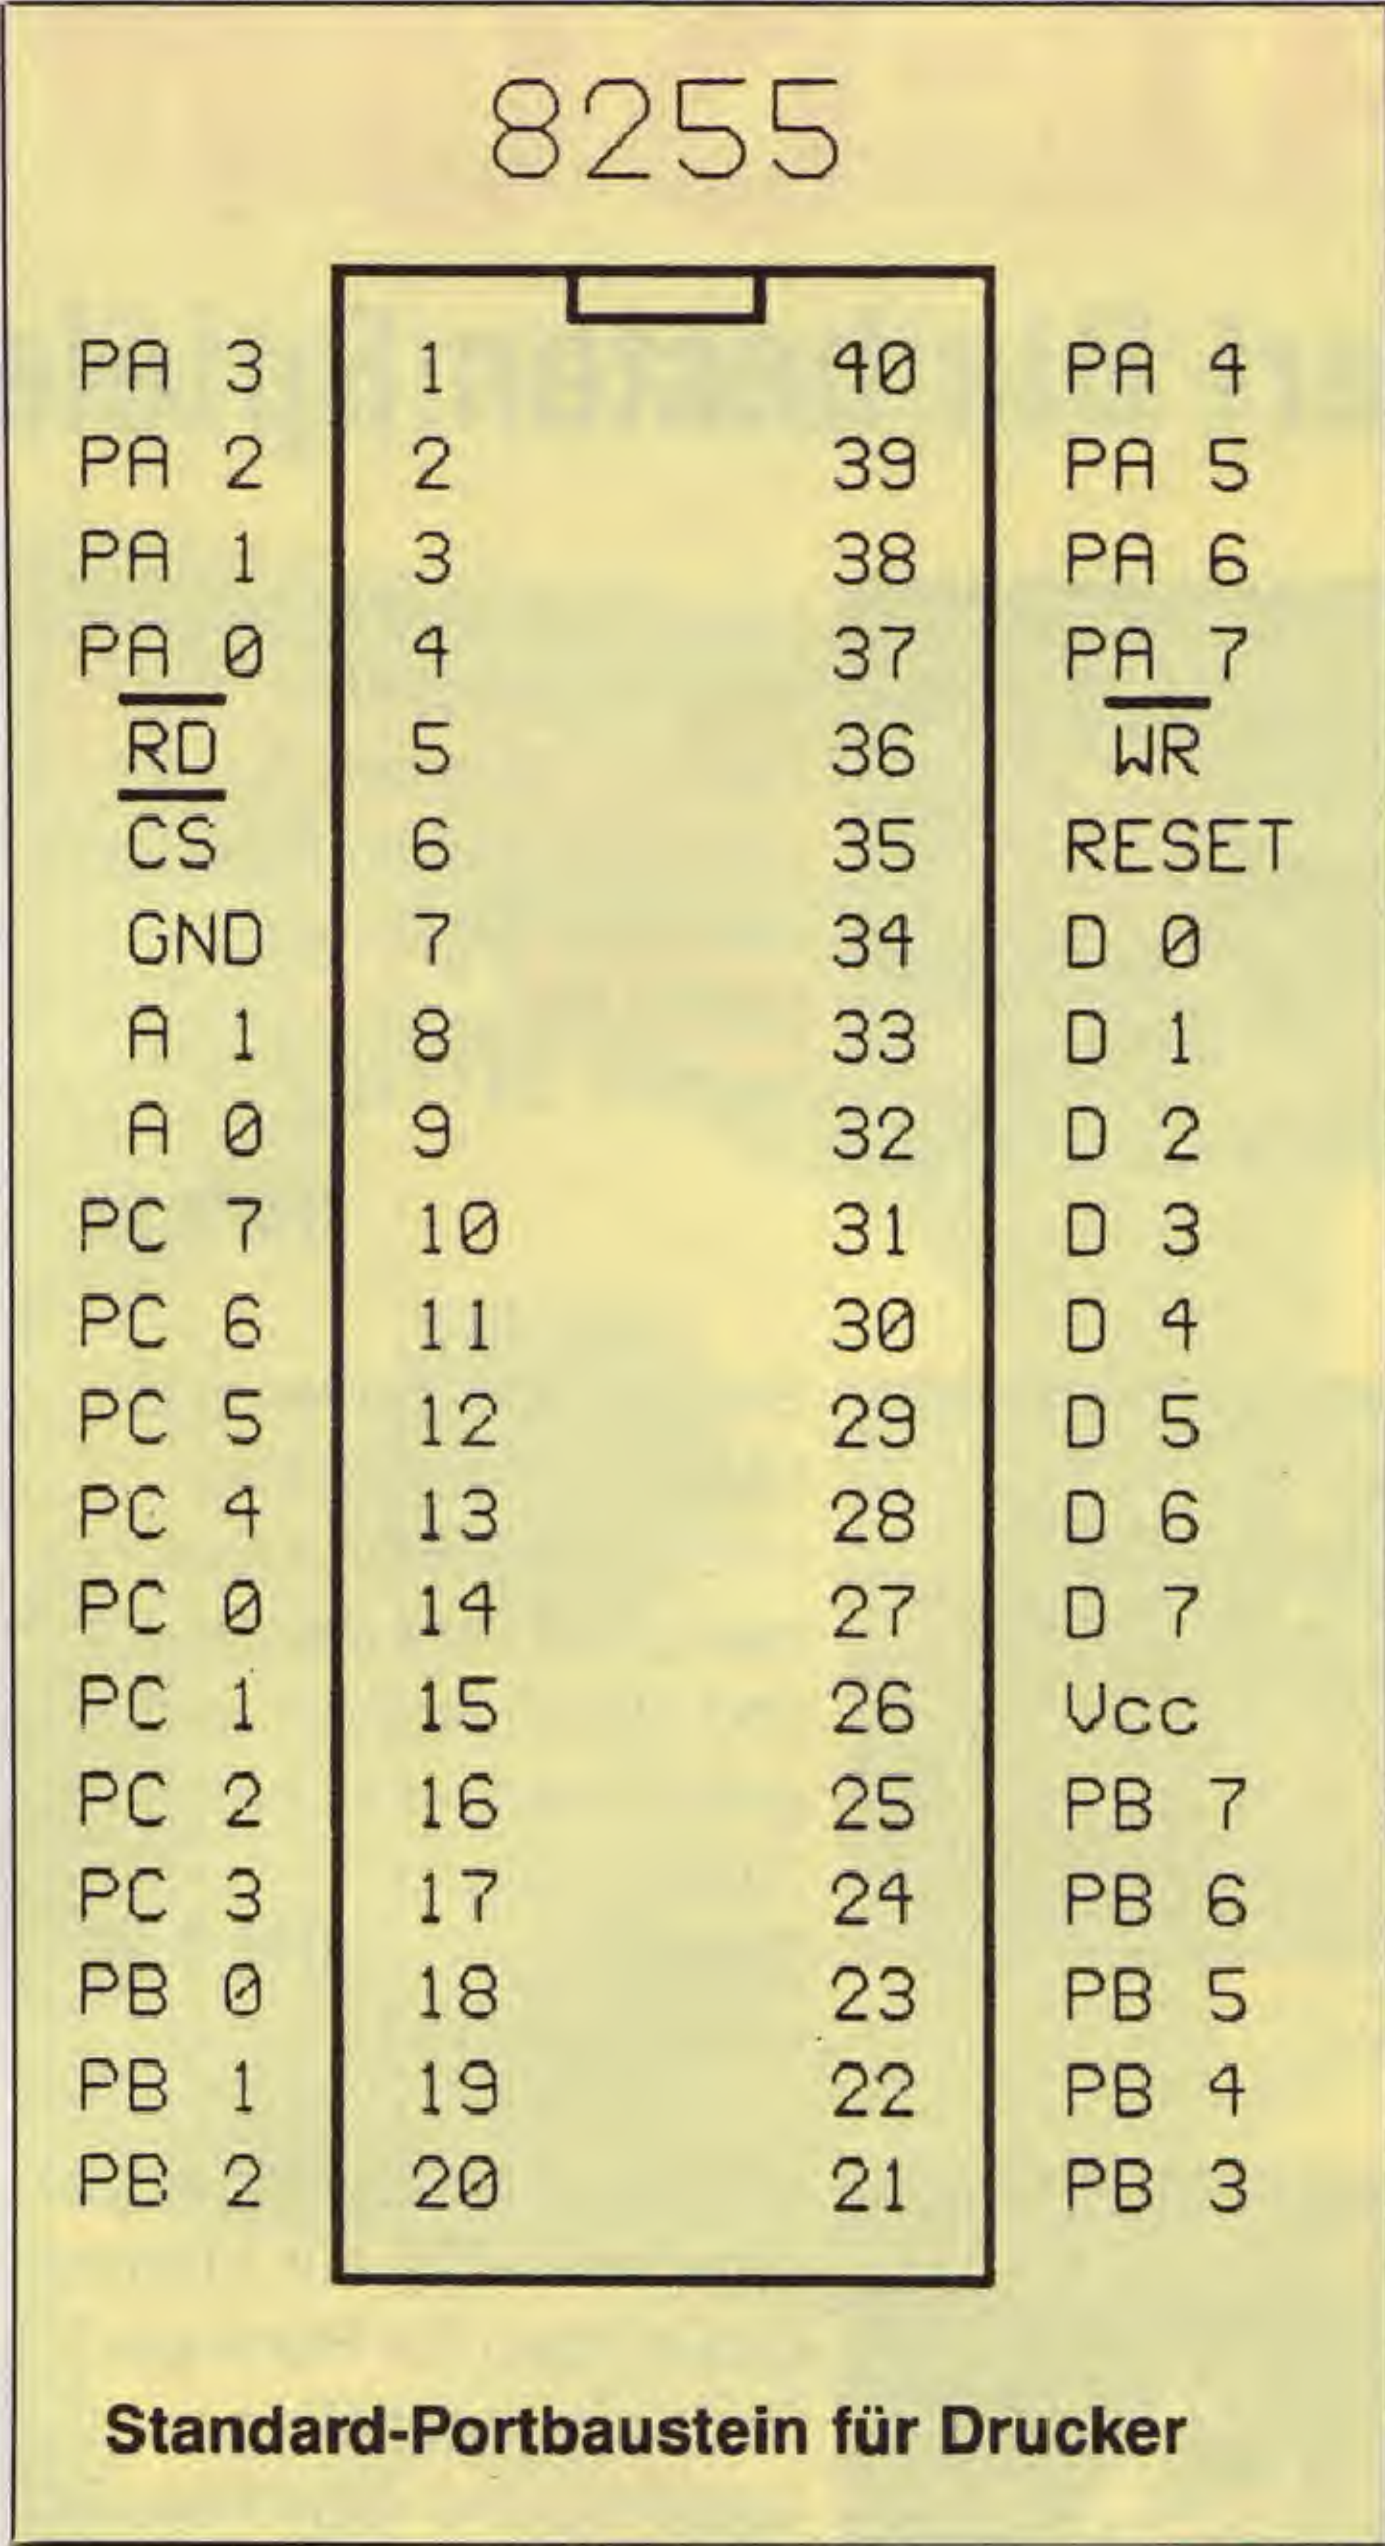 8255
PA 3 1 40 PA 4
PA 2 2 39 PA 5
PA 1 3 38 PA 6
PA 0 4 37 PA 7
RD 5 36 WR
CS 6 35 RESET
GND 7 34 D 0
A 1 8 33 D 1
A 0 9 32 D 2
PC 7 10 31 D 3
PC 6 11 30 D 4
PC 5 12 29 D 5
PC 4 13 28 D 6
PC 0 14 27 D 7
PC 1 15 26 Vcc
PC 2 16 25 PB 7
PC 3 17 24 PB 6
PB 0 18 23 PB 5
PB 1 19 22 PB 4
PB 2 20 21 PB 3
Standard-Portbaustein für Drucker